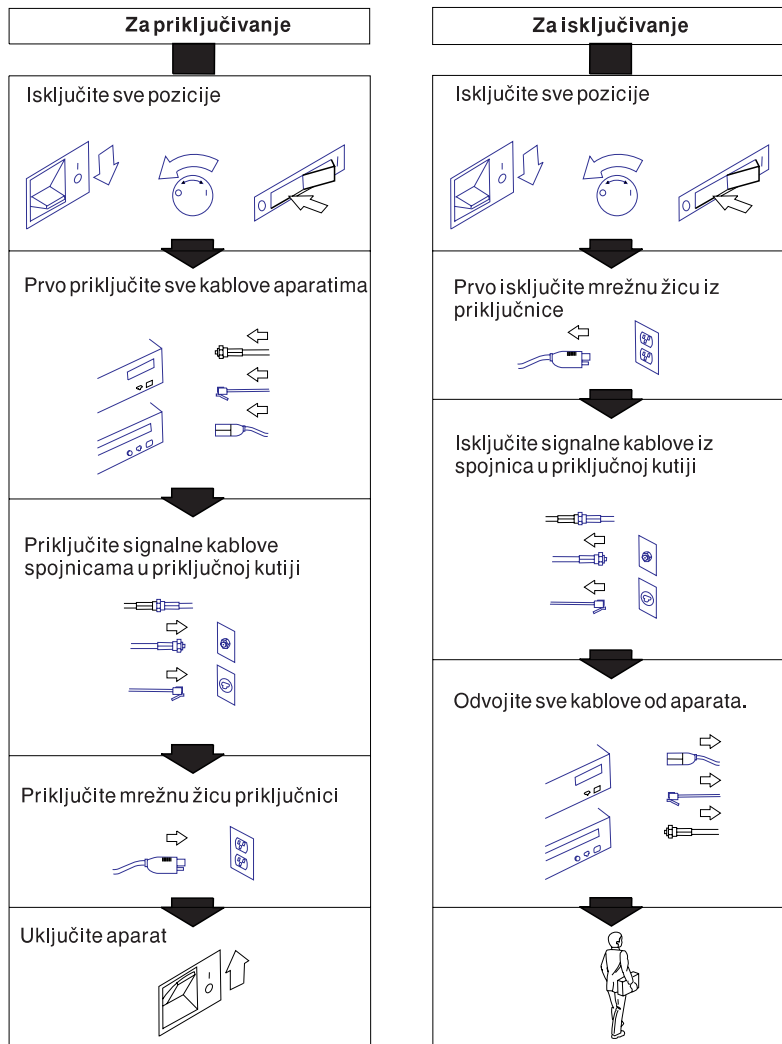 Za priključivanje
Isključite sve pozicije
Prvo priključite sve kablove aparatima
Priključite signalne kablove
spojnicama u priključnoj kutiji
Priključite mrežnu žicu priključnici
Uključite aparat
Za isključivanje
Isključite sve pozicije
Prvo isključite mrežnu žicu iz
priključnice
Isključite signalne kablove iz
spojnica u priključnoj kutiji
Odvojite sve kablove od aparata.